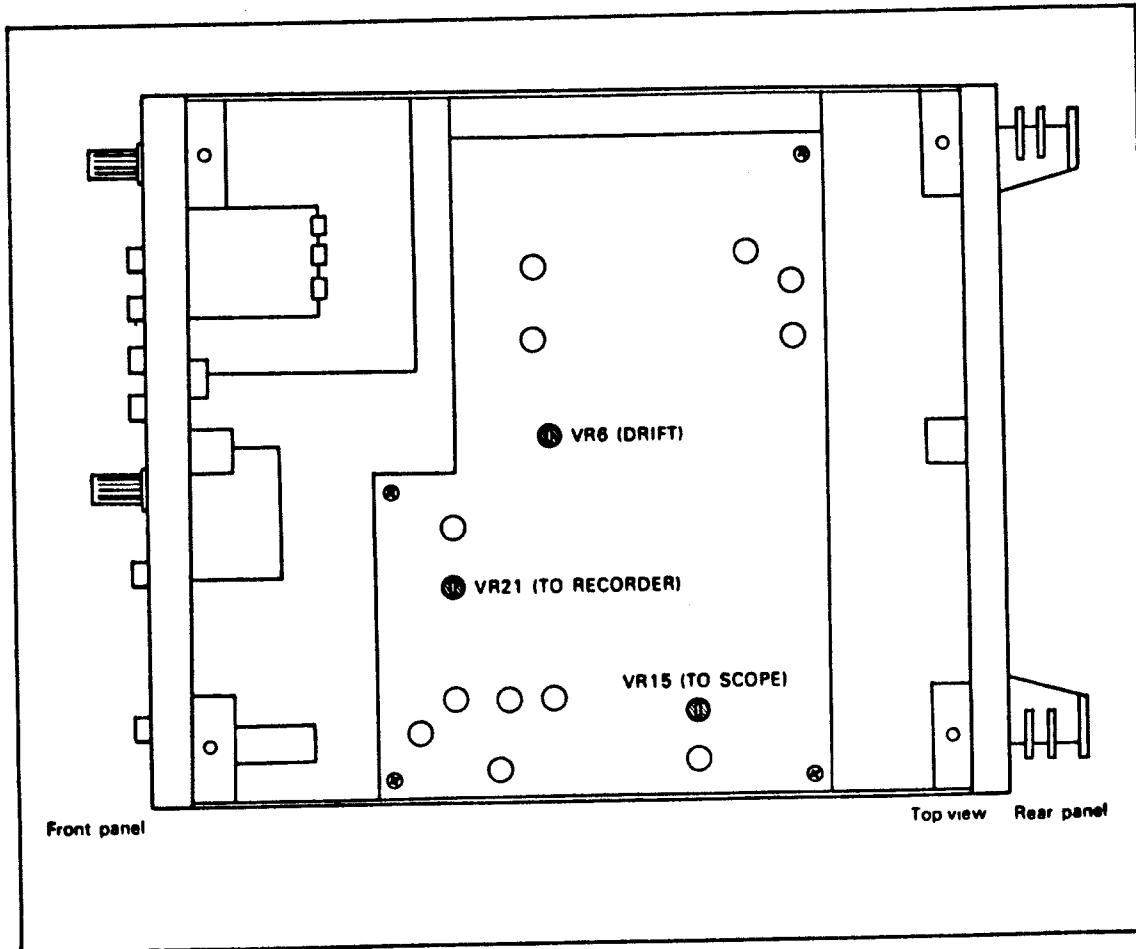 VR6 (DRIFT)
VR21 (TO RECORDER)
VR15 (TO SCOPE)
Front panel
Top view
Rear panel